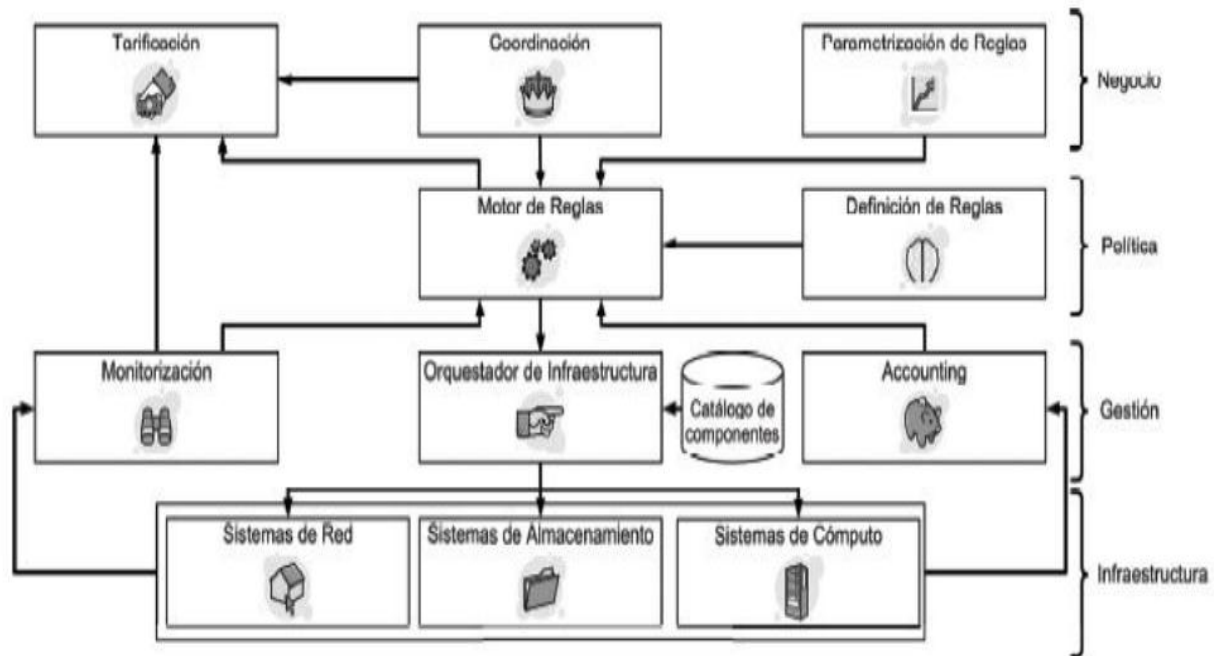 Tarificación
Coordinación
Parametrización de Reglas
Negocio
Motor de Reglas
Definición de Reglas
Política
Monitorización
Orquestador de Infraestructura
Catálogo de
componentes
Accounting
Gestión
Sistemas de Red
Sistemas de Almacenamiento
Sistemas de Cómputo
Infraestructura